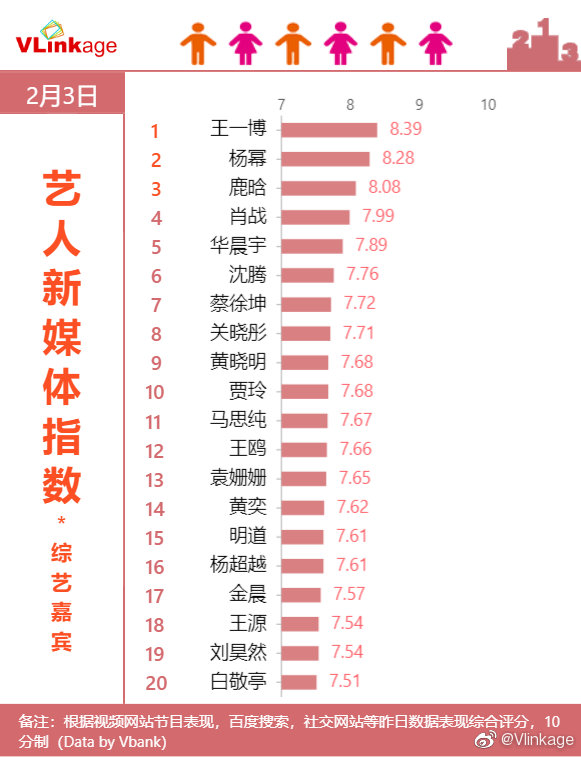 VLinkage
1
2
3
2月3日
艺人新媒体指数
*综艺嘉宾
7 8 9 10
1 王一博 8.39
2 杨幂 8.28
3 鹿晗 8.08
4 肖战 7.99
5 华晨宇 7.89
6 沈腾 7.76
7 蔡徐坤 7.72
8 关晓彤 7.71
9 黄晓明 7.68
10 贾玲 7.68
11 马思纯 7.67
12 王鸥 7.66
13 袁姗姗 7.65
14 黄奕 7.62
15 明道 7.61
16 杨超越 7.61
17 金晨 7.57
18 王源 7.54
19 刘昊然 7.54
20 白敬亭 7.51
备注：根据视频网站节目表现，百度搜索，社交网站等昨日数据表现综合评分，10
分制（Data by Vbank）
@Vlinkage